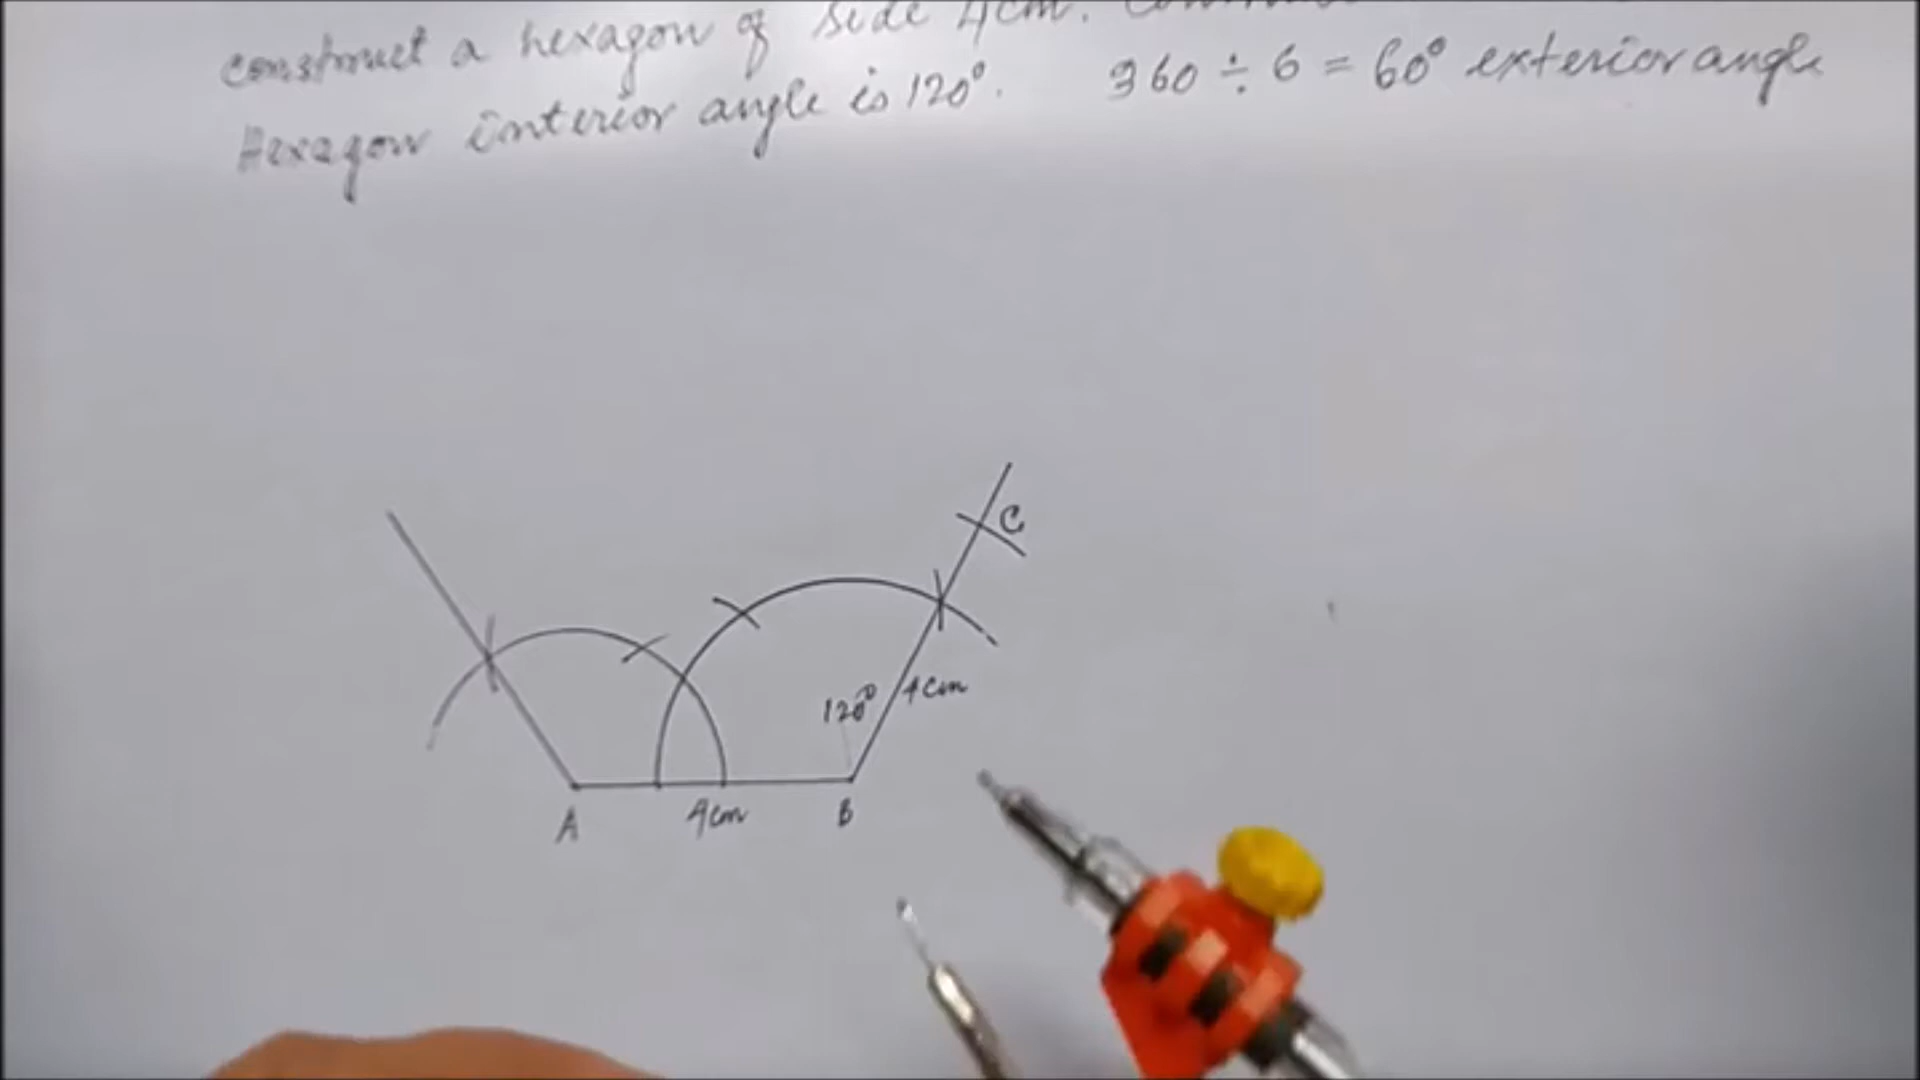 construct a hexagon of side 4cm.
Hexagon interior angle is 120°. 360 ÷ 6 = 60° exterior angle
C
120° 4cm
A 4cm B